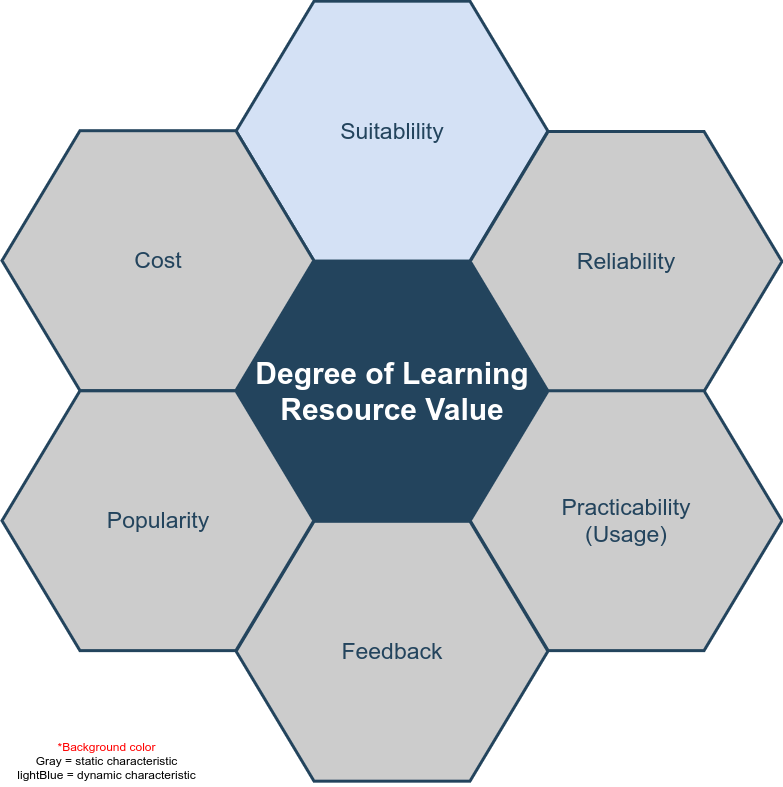 Suitablility
Cost
Reliability
Degree of Learning
Resource Value
Popularity
Practicability
(Usage)
Feedback
*Background color
Gray = static characteristic
lightBlue = dynamic characteristic